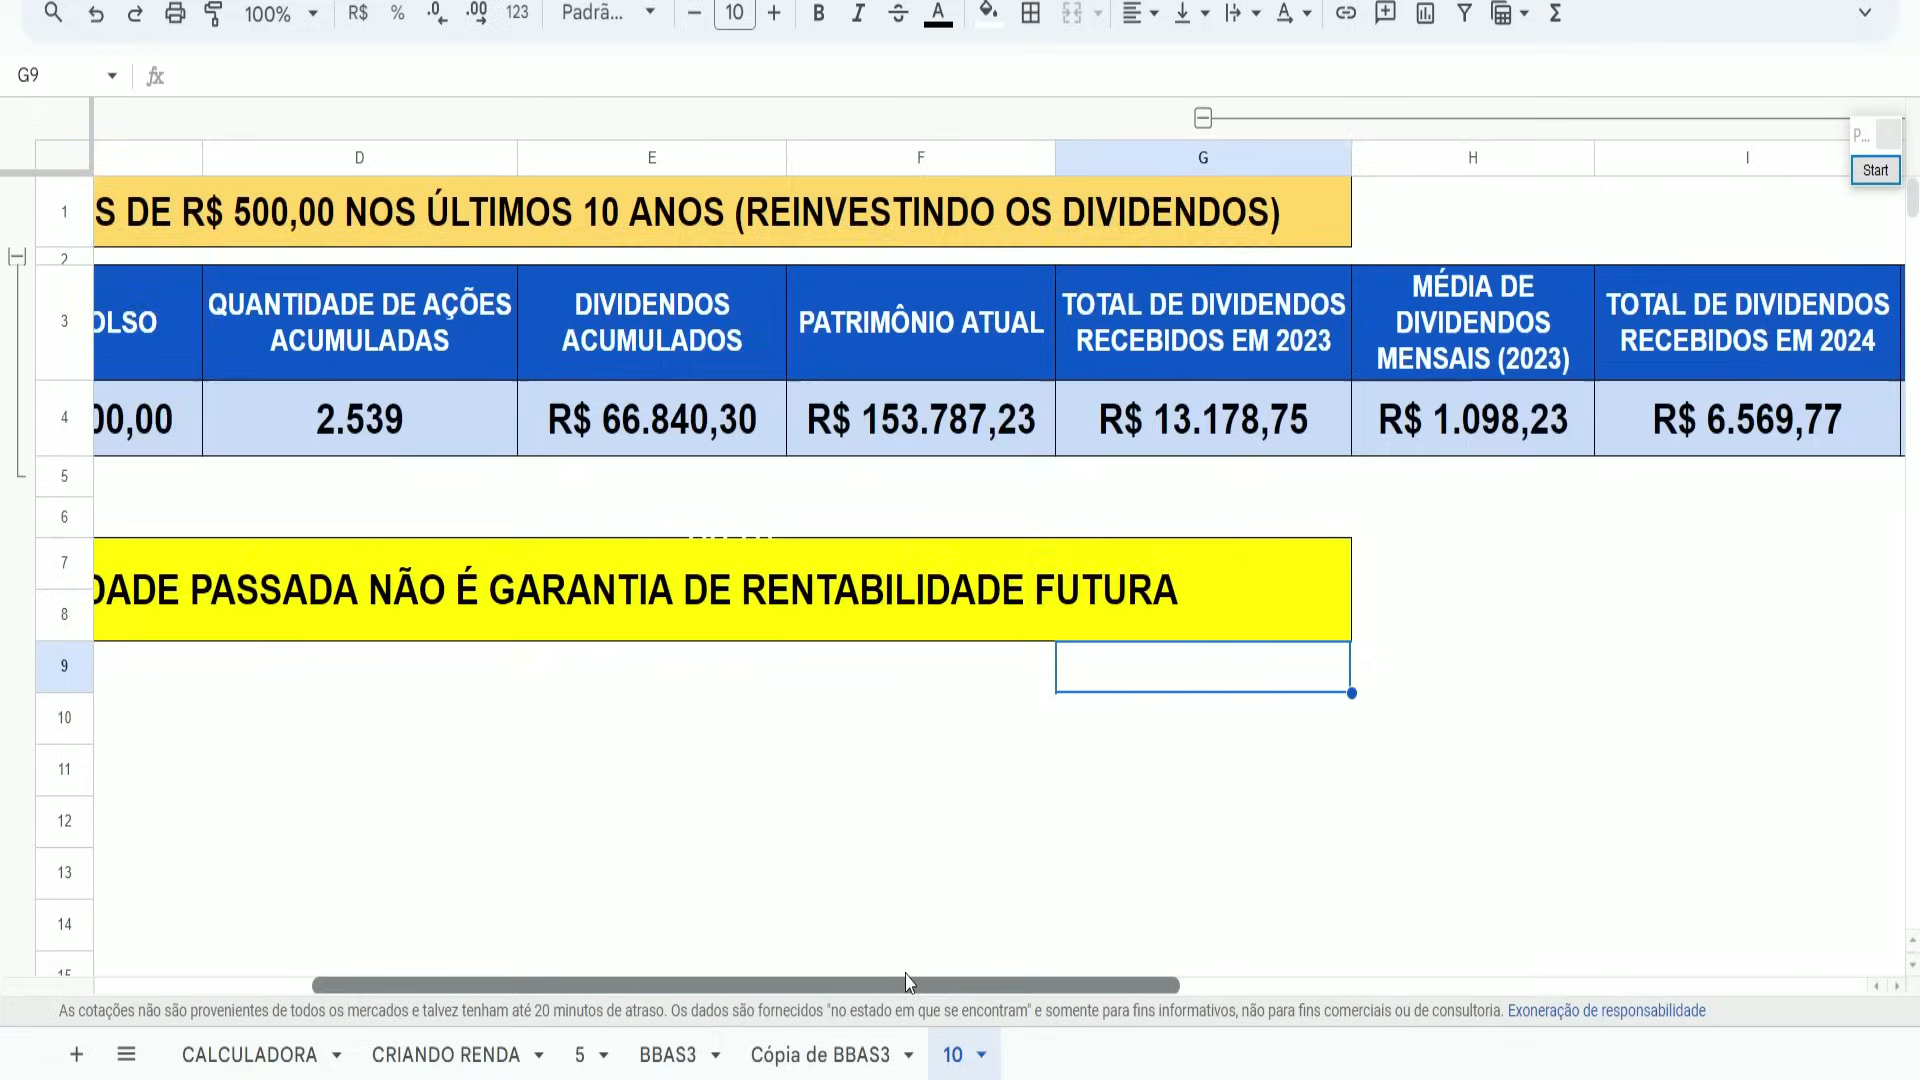 100% R$ % .0 .00 123 Padrã... 10 B I A Σ
G9 fx
P...
D E F G H I
Start
1 S DE R$ 500,00 NOS ÚLTIMOS 10 ANOS (REINVESTINDO OS DIVIDENDOS)
2
3 OLSO
QUANTIDADE DE AÇÕES
ACUMULADAS
DIVIDENDOS
ACUMULADOS
PATRIMÔNIO ATUAL
TOTAL DE DIVIDENDOS
RECEBIDOS EM 2023
MÉDIA DE
DIVIDENDOS
MENSAIS (2023)
TOTAL DE DIVIDENDOS
RECEBIDOS EM 2024
4 00,00 2.539 R$ 66.840,30 R$ 153.787,23 R$ 13.178,75 R$ 1.098,23 R$ 6.569,77
5
6
7
DADE PASSADA NÃO É GARANTIA DE RENTABILIDADE FUTURA
8
9
10
11
12
13
14
15
As cotações não são provenientes de todos os mercados e talvez tenham até 20 minutos de atraso. Os dados são fornecidos "no estado em que se encontram" e somente para fins informativos, não para fins comerciais ou de consultoria. Exoneração de responsabilidade
+ CALCULADORA CRIANDO RENDA 5 BBAS3 Cópia de BBAS3 10